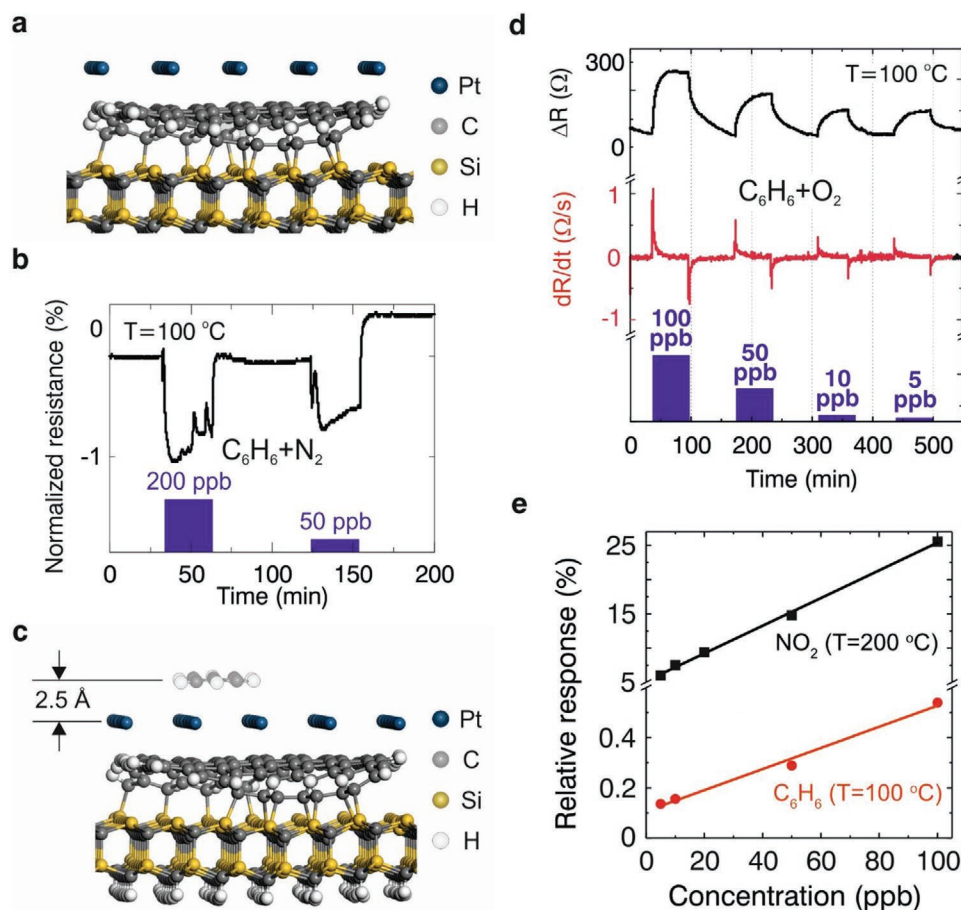 a
Pt
C
Si
H
b
Normalized resistance (%)
0
-1
T=100 °C
C₆H₆+N₂
200 ppb
50 ppb
0 50 100 150 200
Time (min)
c
2.5 Å
Pt
C
Si
H
d
ΔR (Ω)
300
0
T=100 °C
C₆H₆+O₂
dR/dt (Ω/s)
1
0
-1
100
ppb
50
ppb
10
ppb
5
ppb
0 100 200 300 400 500
Time (min)
e
Relative response (%)
25
15
5
0.4
0.2
0
NO₂ (T=200 °C)
C₆H₆ (T=100 °C)
0 20 40 60 80 100
Concentration (ppb)